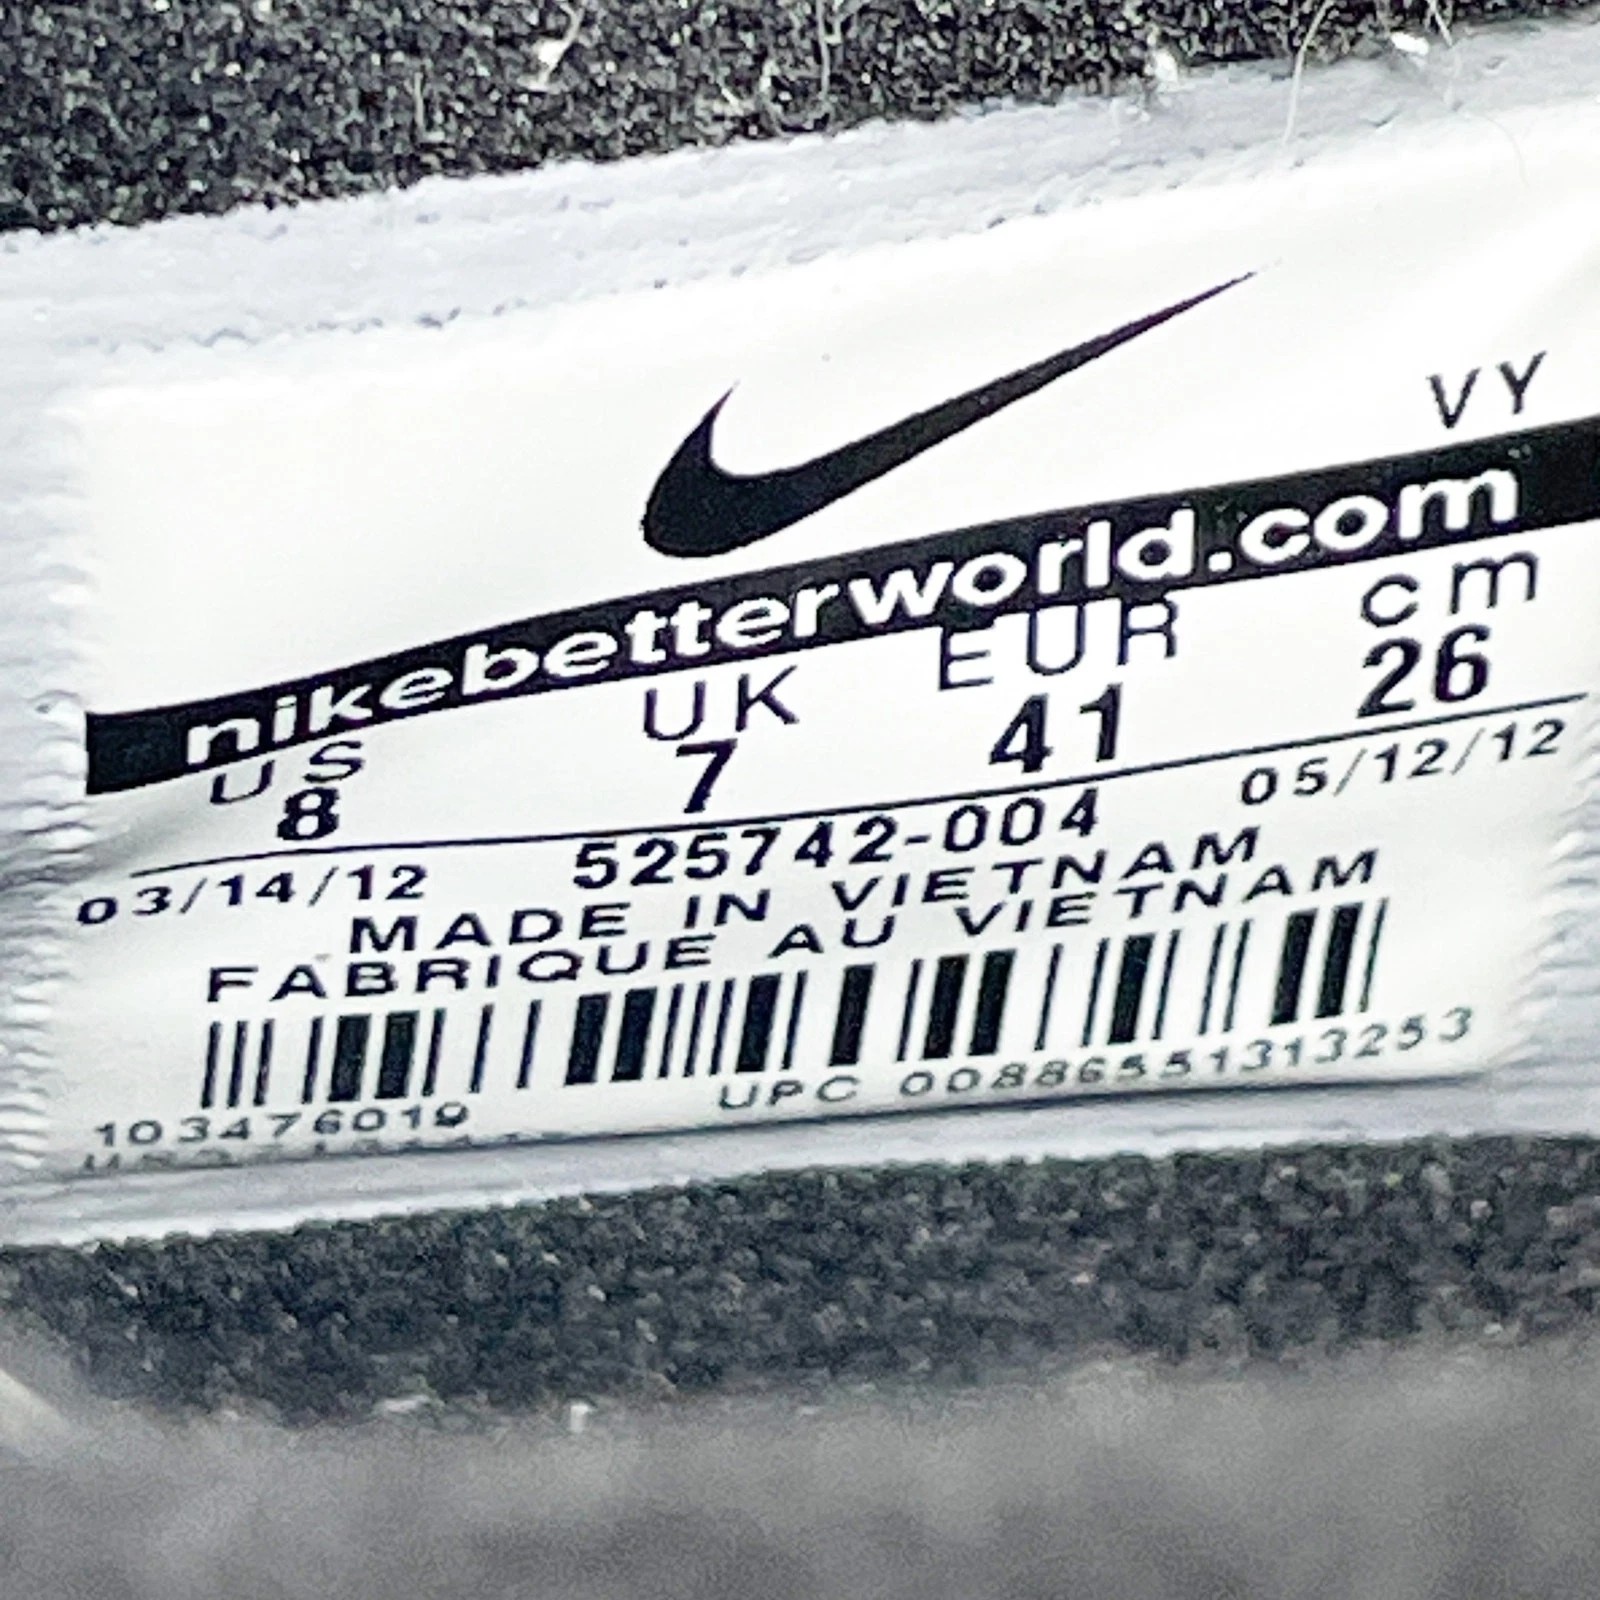 VY
nikebetterworld.com
US UK EUR cm
8 7 41 26
03/14/12 525742-004 05/12/12
MADE IN VIETNAM
FABRIQUE AU VIETNAM
103476019 UPC 00886551313253